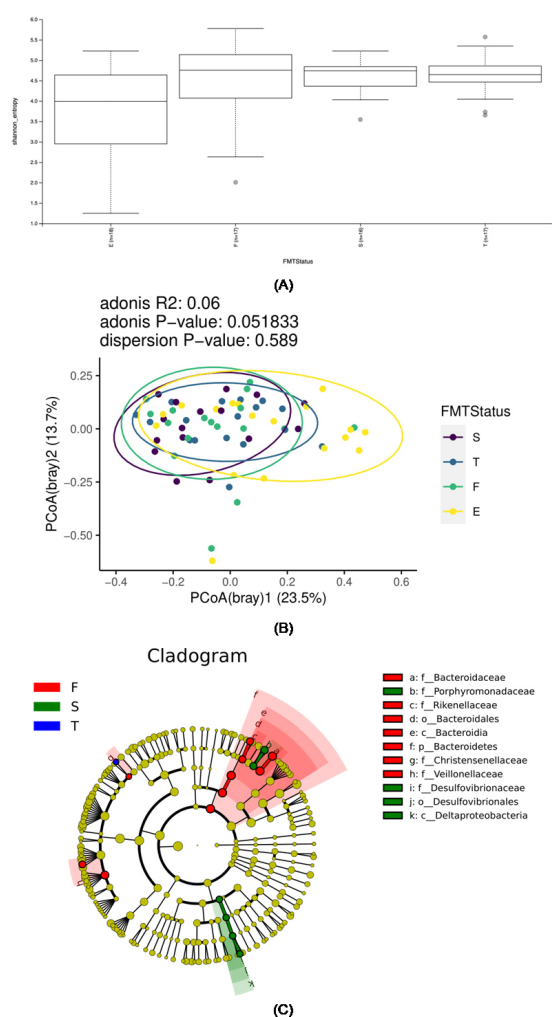 6.0
5.5
5.0
4.5
4.0
3.5
3.0
2.5
2.0
1.5
1.0
shannon_entropy
F (n=17)
T (n=17)
FMTStatus
(A)
adonis R2: 0.06
adonis P−value: 0.051833
dispersion P−value: 0.589
0.25
0.00
−0.25
−0.50
PCoA(bray)2 (13.7%)
−0.4 −0.2 0.0 0.2 0.4 0.6
PCoA(bray)1 (23.5%)
FMTStatus
S
T
F
E
(B)
Cladogram
F
S
T
a: f__Bacteroidaceae
b: f__Porphyromonadaceae
c: f__Rikenellaceae
d: o__Bacteroidales
e: c__Bacteroidia
f: p__Bacteroidetes
g: f__Christensenellaceae
h: f__Veillonellaceae
i: f__Desulfovibrionaceae
j: o__Desulfovibrionales
k: c__Deltaproteobacteria
(C)